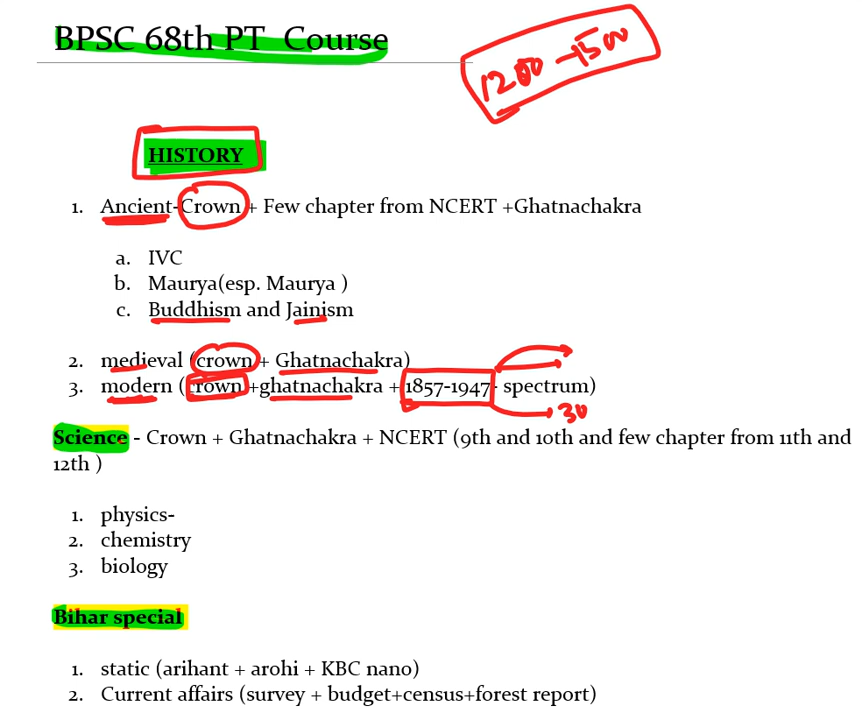 BPSC 68th PT Course
1200 - 1500
HISTORY
1. Ancient-Crown + Few chapter from NCERT +Ghatnachakra
a. IVC
b. Maurya(esp. Maurya )
c. Buddhism and Jainism
2. medieval (crown + Ghatnachakra)
3. modern (crown +ghatnachakra + 1857-1947- spectrum)
30
Science - Crown + Ghatnachakra + NCERT (9th and 10th and few chapter from 11th and
12th )
1. physics-
2. chemistry
3. biology
Bihar special
1. static (arihant + arohi + KBC nano)
2. Current affairs (survey + budget+census+forest report)